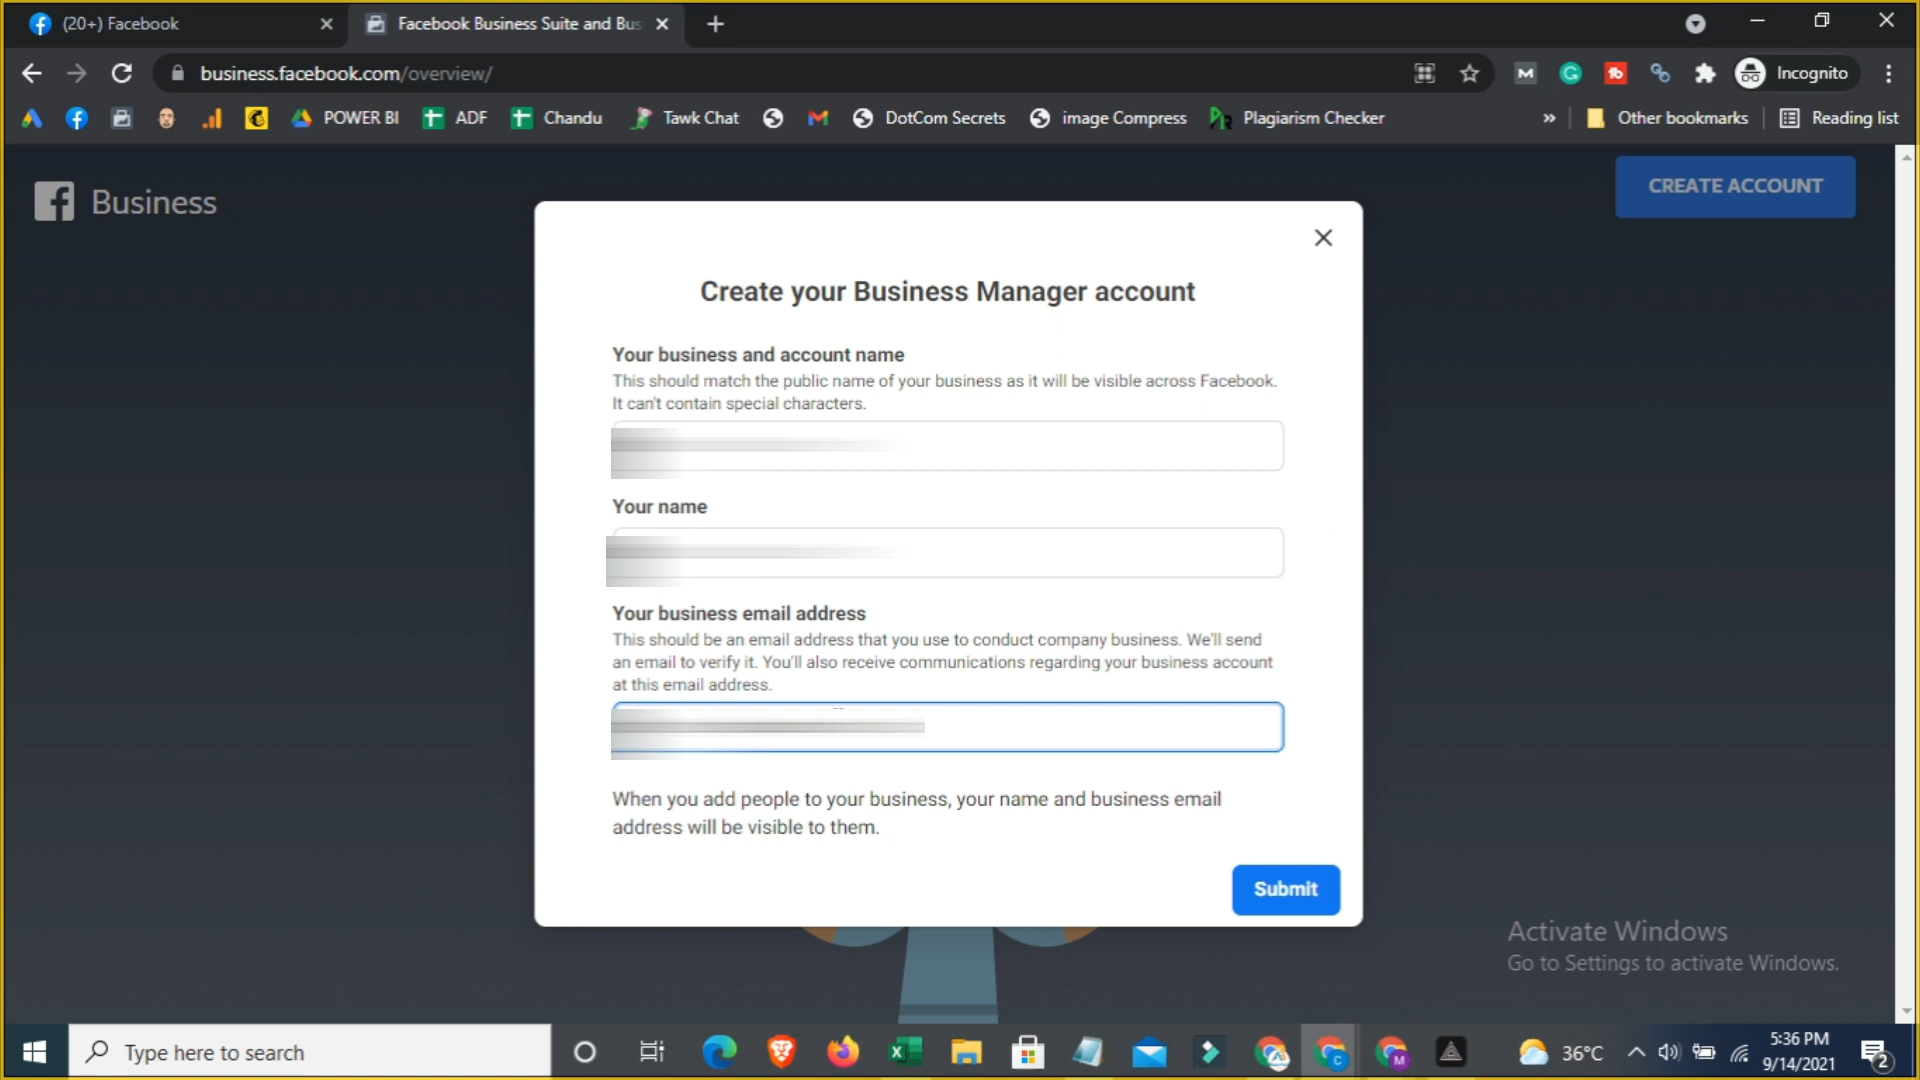 (20+) Facebook
Facebook Business Suite and Bus
business.facebook.com/overview/
Incognito
POWER BI
ADF
Chandu
Tawk Chat
DotCom Secrets
image Compress
Plagiarism Checker
»
Other bookmarks
Reading list
Business
CREATE ACCOUNT
Create your Business Manager account
Your business and account name
This should match the public name of your business as it will be visible across Facebook.
It can't contain special characters.
Your name
Your business email address
This should be an email address that you use to conduct company business. We'll send
an email to verify it. You'll also receive communications regarding your business account
at this email address.
When you add people to your business, your name and business email
address will be visible to them.
Submit
Activate Windows
Go to Settings to activate Windows.
Type here to search
36°C
5:36 PM
9/14/2021
2